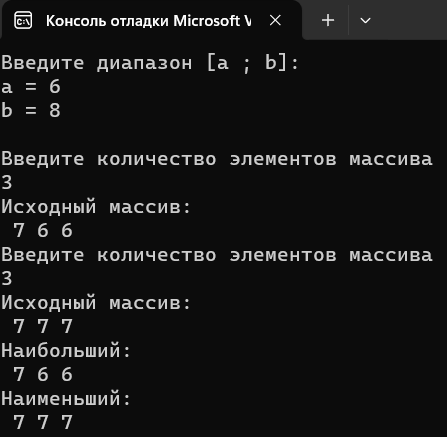 Консоль отладки Microsoft V
Введите диапазон [a ; b]:
a = 6
b = 8
Введите количество элементов массива
3
Исходный массив:
7 6 6
Введите количество элементов массива
3
Исходный массив:
7 7 7
Наибольший:
7 6 6
Наименьший:
7 7 7